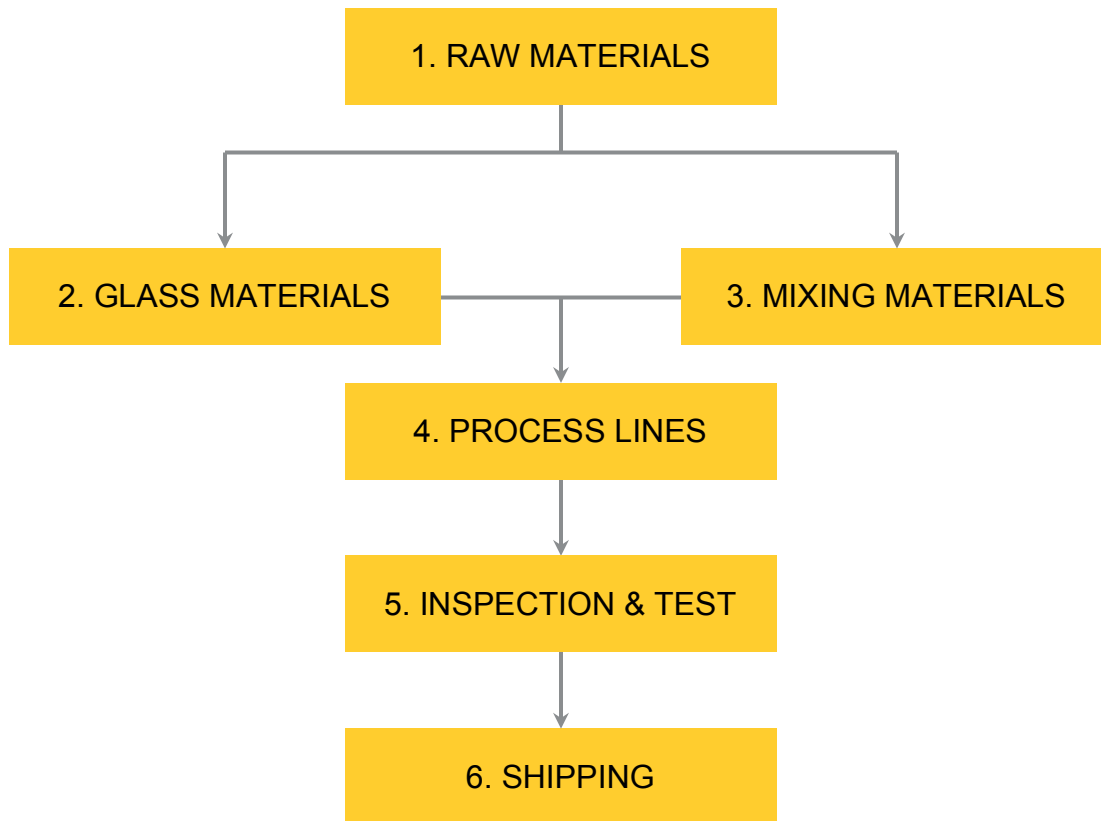 1. RAW MATERIALS
2. GLASS MATERIALS
3. MIXING MATERIALS
4. PROCESS LINES
5. INSPECTION & TEST
6. SHIPPING